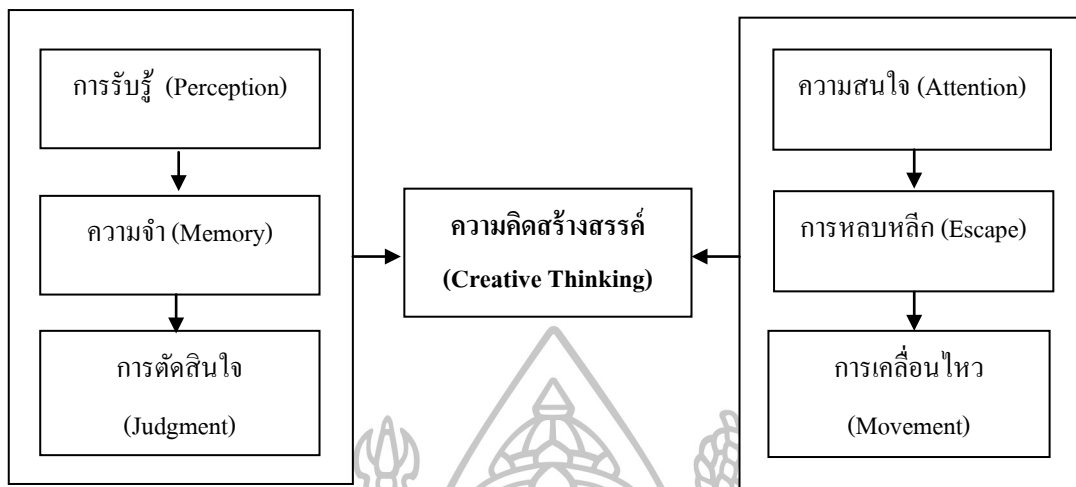 การรับรู้ (Perception)
ความจำ (Memory)
การตัดสินใจ
(Judgment)
ความคิดสร้างสรรค์
(Creative Thinking)
ความสนใจ (Attention)
การหลบหลีก (Escape)
การเคลื่อนไหว
(Movement)